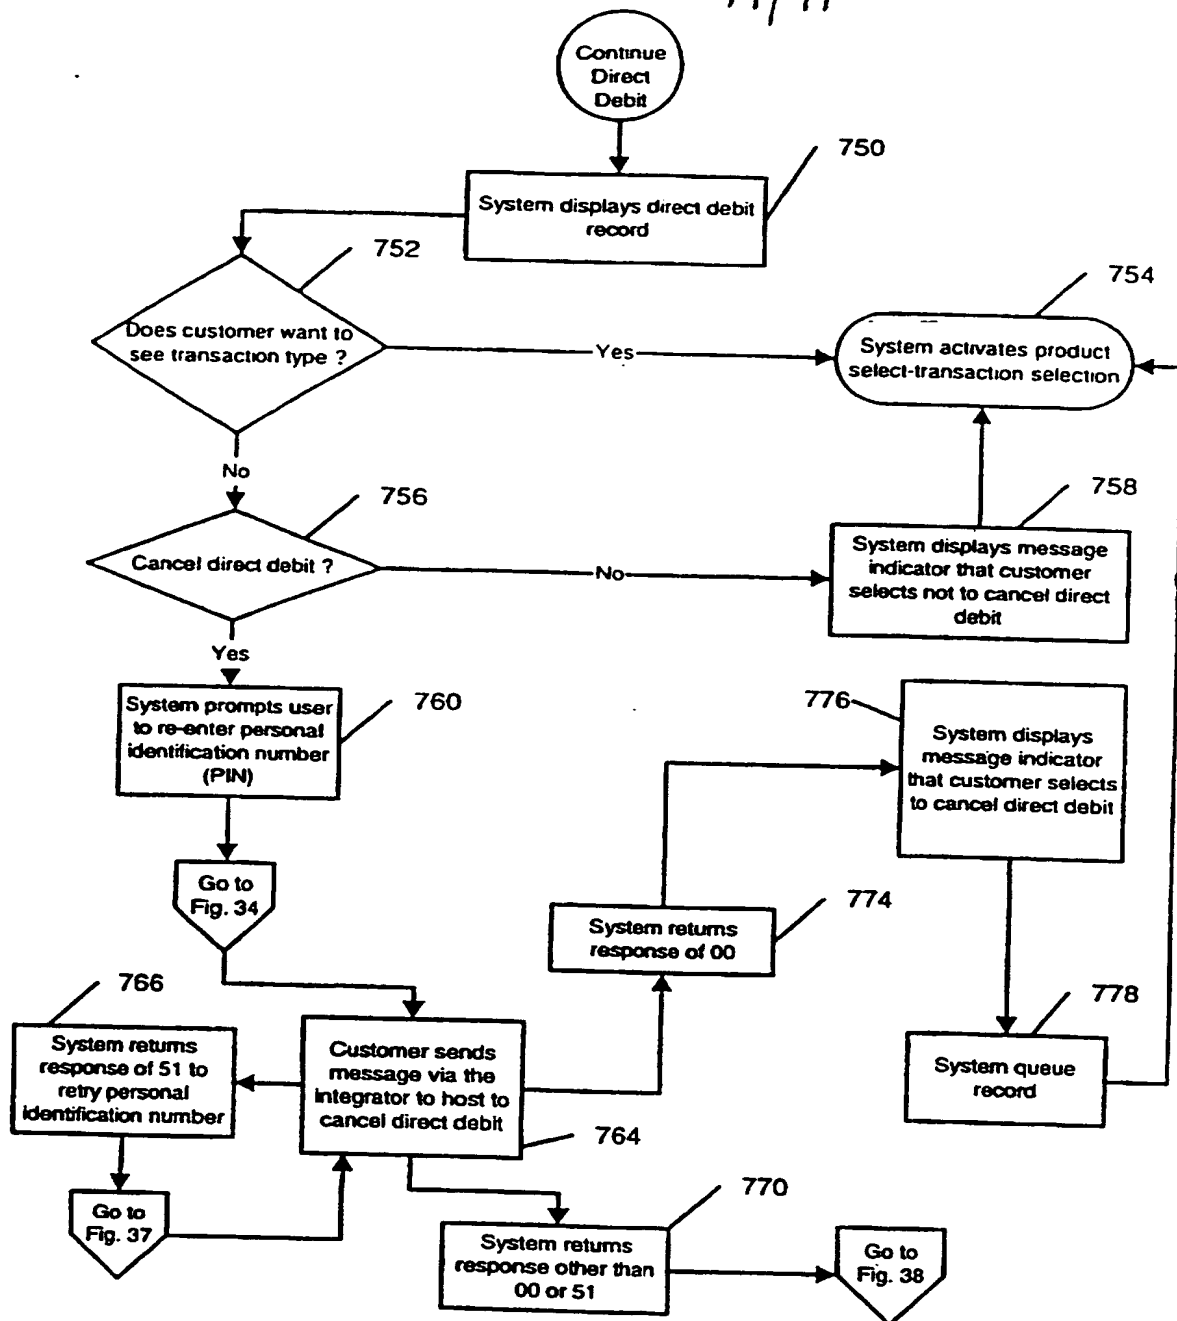 Continue
Direct
Debit
750
System displays direct debit
record
752
754
Does customer want to
see transaction type ?
Yes
System activates product
select-transaction selection
No
756
758
Cancel direct debit ?
No
System displays message
indicator that customer
selects not to cancel direct
debit
Yes
System prompts user
to re-enter personal
identification number
(PIN)
760
776
System displays
message indicator
that customer selects
to cancel direct debit
Go to
Fig. 34
774
System returns
response of 00
766
778
System returns
response of 51 to
retry personal
identification number
Customer sends
message via the
integrator to host to
cancel direct debit
System queue
record
764
770
Go to
Fig. 37
System returns
response other than
00 or 51
Go to
Fig. 38